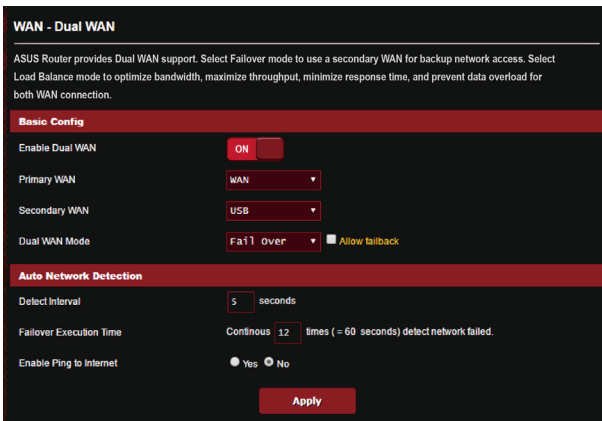 WAN - Dual WAN
ASUS Router provides Dual WAN support. Select Failover mode to use a secondary WAN for backup network access. Select
Load Balance mode to optimize bandwidth, maximize throughput, minimize response time, and prevent data overload for
both WAN connection.
Basic Config
Enable Dual WAN ON
Primary WAN WAN
Secondary WAN USB
Dual WAN Mode Fail Over Allow failback
Auto Network Detection
Detect Interval 5 seconds
Failover Execution Time Continous 12 times ( = 60 seconds) detect network failed.
Enable Ping to Internet Yes No
Apply